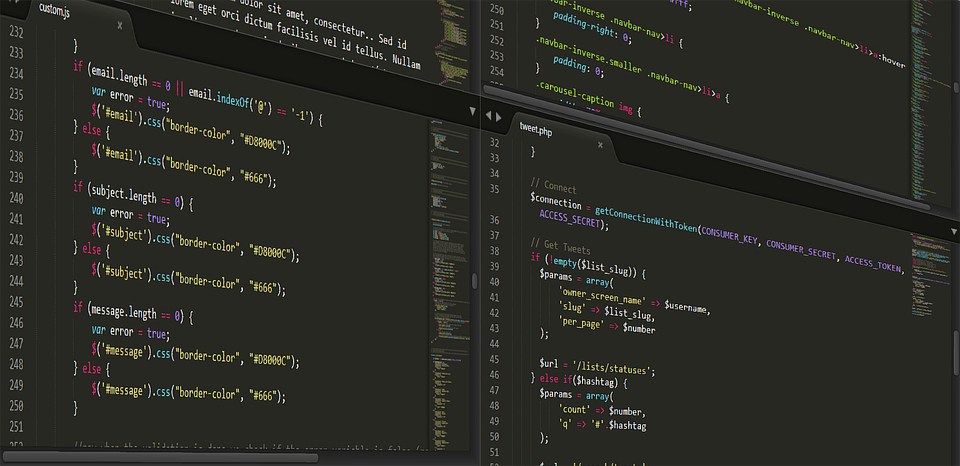 custom.js
dolor sit amet, consectetur.. Sed id
lorem eget orci dictum facilisis vel id tellus. Nullam
232
233 }
234 if (email.length == 0 || email.indexOf('@') == '-1') {
235 var error = true;
236 $('#email').css("border-color", "#D8000C");
237 } else {
238 $('#email').css("border-color", "#666");
239 }
240 if (subject.length == 0) {
241 var error = true;
242 $('#subject').css("border-color", "#D8000C");
243 } else {
244 $('#subject').css("border-color", "#666");
245 }
246 if (message.length == 0) {
247 var error = true;
248 $('#message').css("border-color", "#D8000C");
249 } else {
250 $('#message').css("border-color", "#666");
251 }
250 }
251 .navbar-inverse .navbar-nav>li {
252 padding-right: 0;
253 }
254 .navbar-inverse.smaller .navbar-nav>li>a {
padding: 0;
}
.carousel-caption img {
.navbar-inverse .navbar-nav>li>a:hover
tweet.php
32 }
33
34 // Connect
35 $connection = getConnectionWithToken(CONSUMER_KEY, CONSUMER_SECRET, ACCESS_TOKEN,
ACCESS_SECRET);
36
37 // Get Tweets
38 if (!empty($list_slug)) {
39 $params = array(
40 'owner_screen_name' => $username,
41 'slug' => $list_slug,
42 'per_page' => $number
43 );
44
45 $url = '/lists/statuses';
46 } else if($hashtag) {
47 $params = array(
48 'count' => $number,
49 'q' => '#'.$hashtag
50 );
51